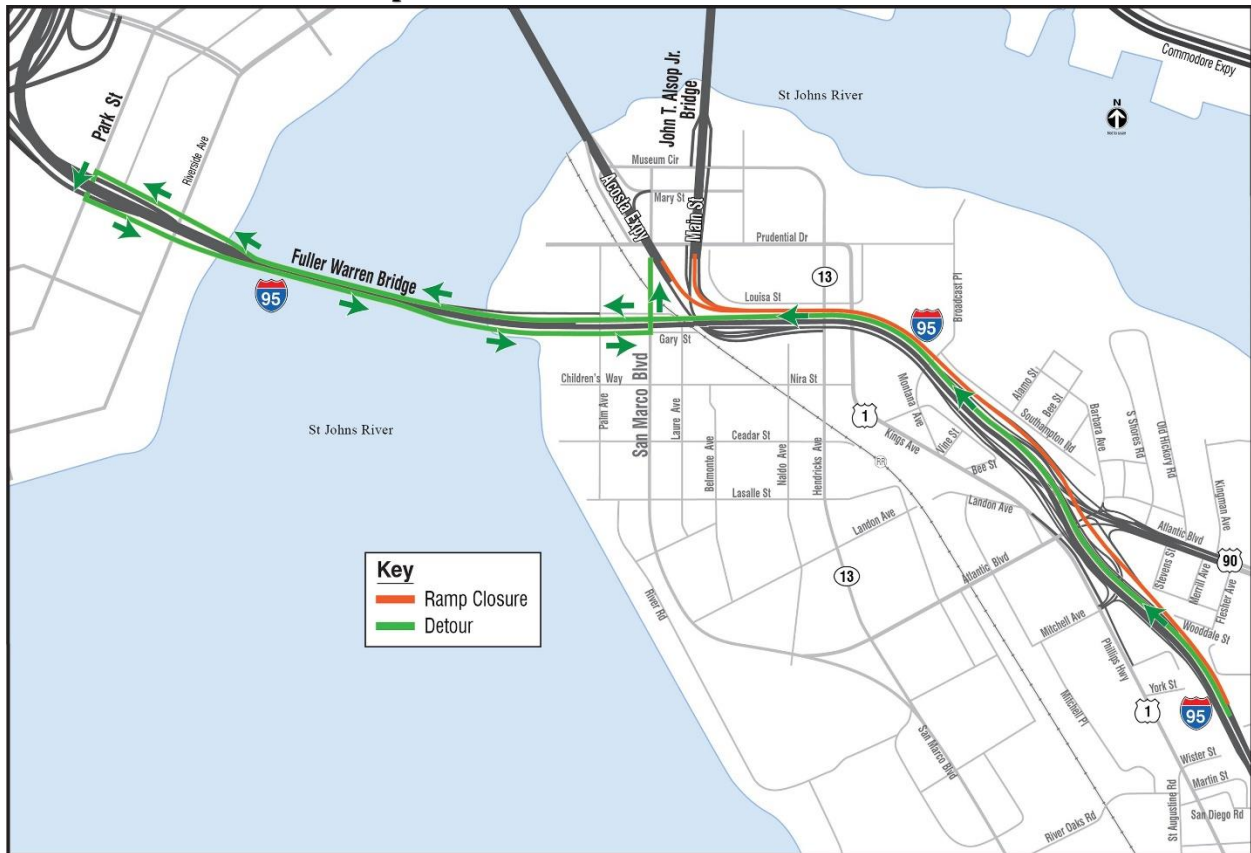 Commodore Expy
Park St
Riverside Ave
John T. Alsop Jr.
Bridge
St Johns River
N
Museum Cir
Acosta Expy
Mary St
Main St
Prudential Dr
13
Fuller Warren Bridge
95
Louisa St
Broadcast Pl
95
Gary St
San Marco Blvd
Children's Way
Nira St
Palm Ave
Laure Ave
Montana
Ave
Alamo St
Bee St
Southampton Rd
Barbara Ave
S Shores Rd
Old Hickory Rd
1
Kings Ave
Vine St
St Johns River
Ceadar St
Belmonte Ave
Naldo Ave
Hendricks Ave
RR
Bee St
Kingman Ave
Lasalle St
Landon Ave
Landon Ave
Atlantic Blvd
90
Key
Ramp Closure
Detour
13
Atlantic Blvd
Stevens St
Merrill Ave
Flesher Ave
River Rd
Mitchell Ave
Wooddale St
Phillips Hwy
York St
1
95
Mitchell Pl
San Marco Blvd
Wister St
Martin St
St Augustine Rd
San Diego Rd
River Oaks Rd